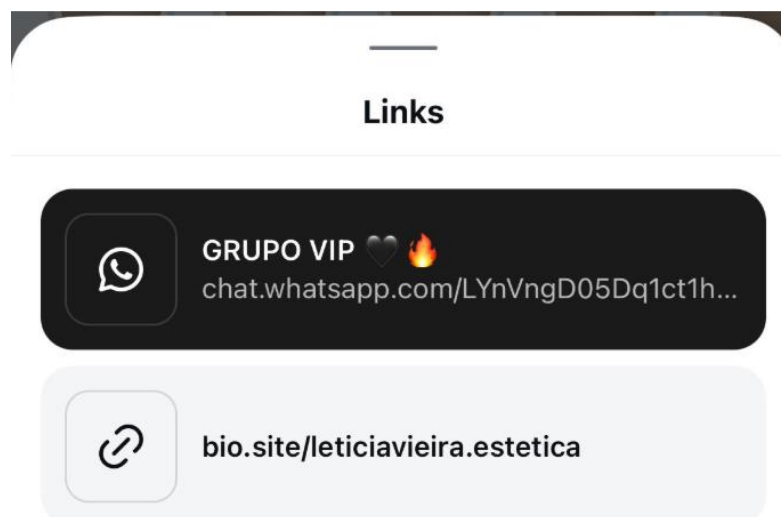 Links
GRUPO VIP 🖤🔥
chat.whatsapp.com/LYnVngD05Dq1ct1h...
bio.site/leticiavieira.estetica